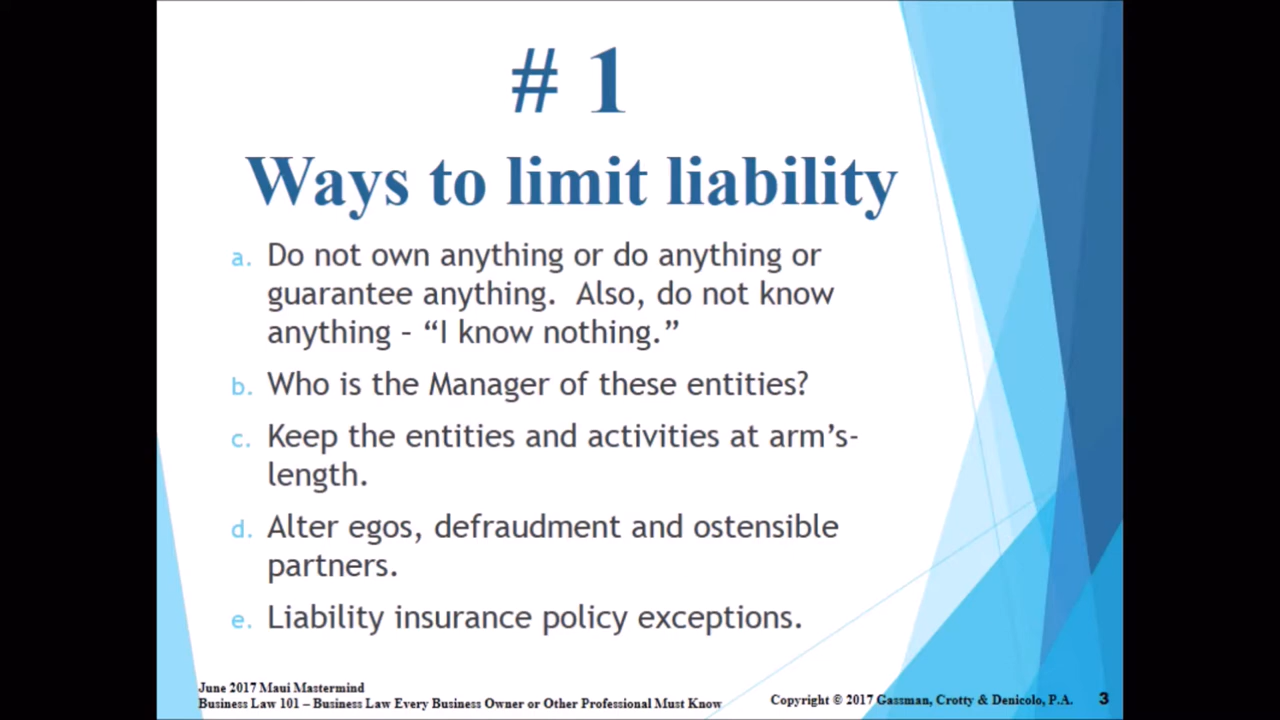 # 1
Ways to limit liability
a. Do not own anything or do anything or
guarantee anything.  Also, do not know
anything – “I know nothing.”
b. Who is the Manager of these entities?
c. Keep the entities and activities at arm’s-
length.
d. Alter egos, defraudment and ostensible
partners.
e. Liability insurance policy exceptions.
June 2017 Maui Mastermind
Business Law 101 – Business Law Every Business Owner or Other Professional Must Know
Copyright © 2017 Gassman, Crotty & Denicolo, P.A.
3